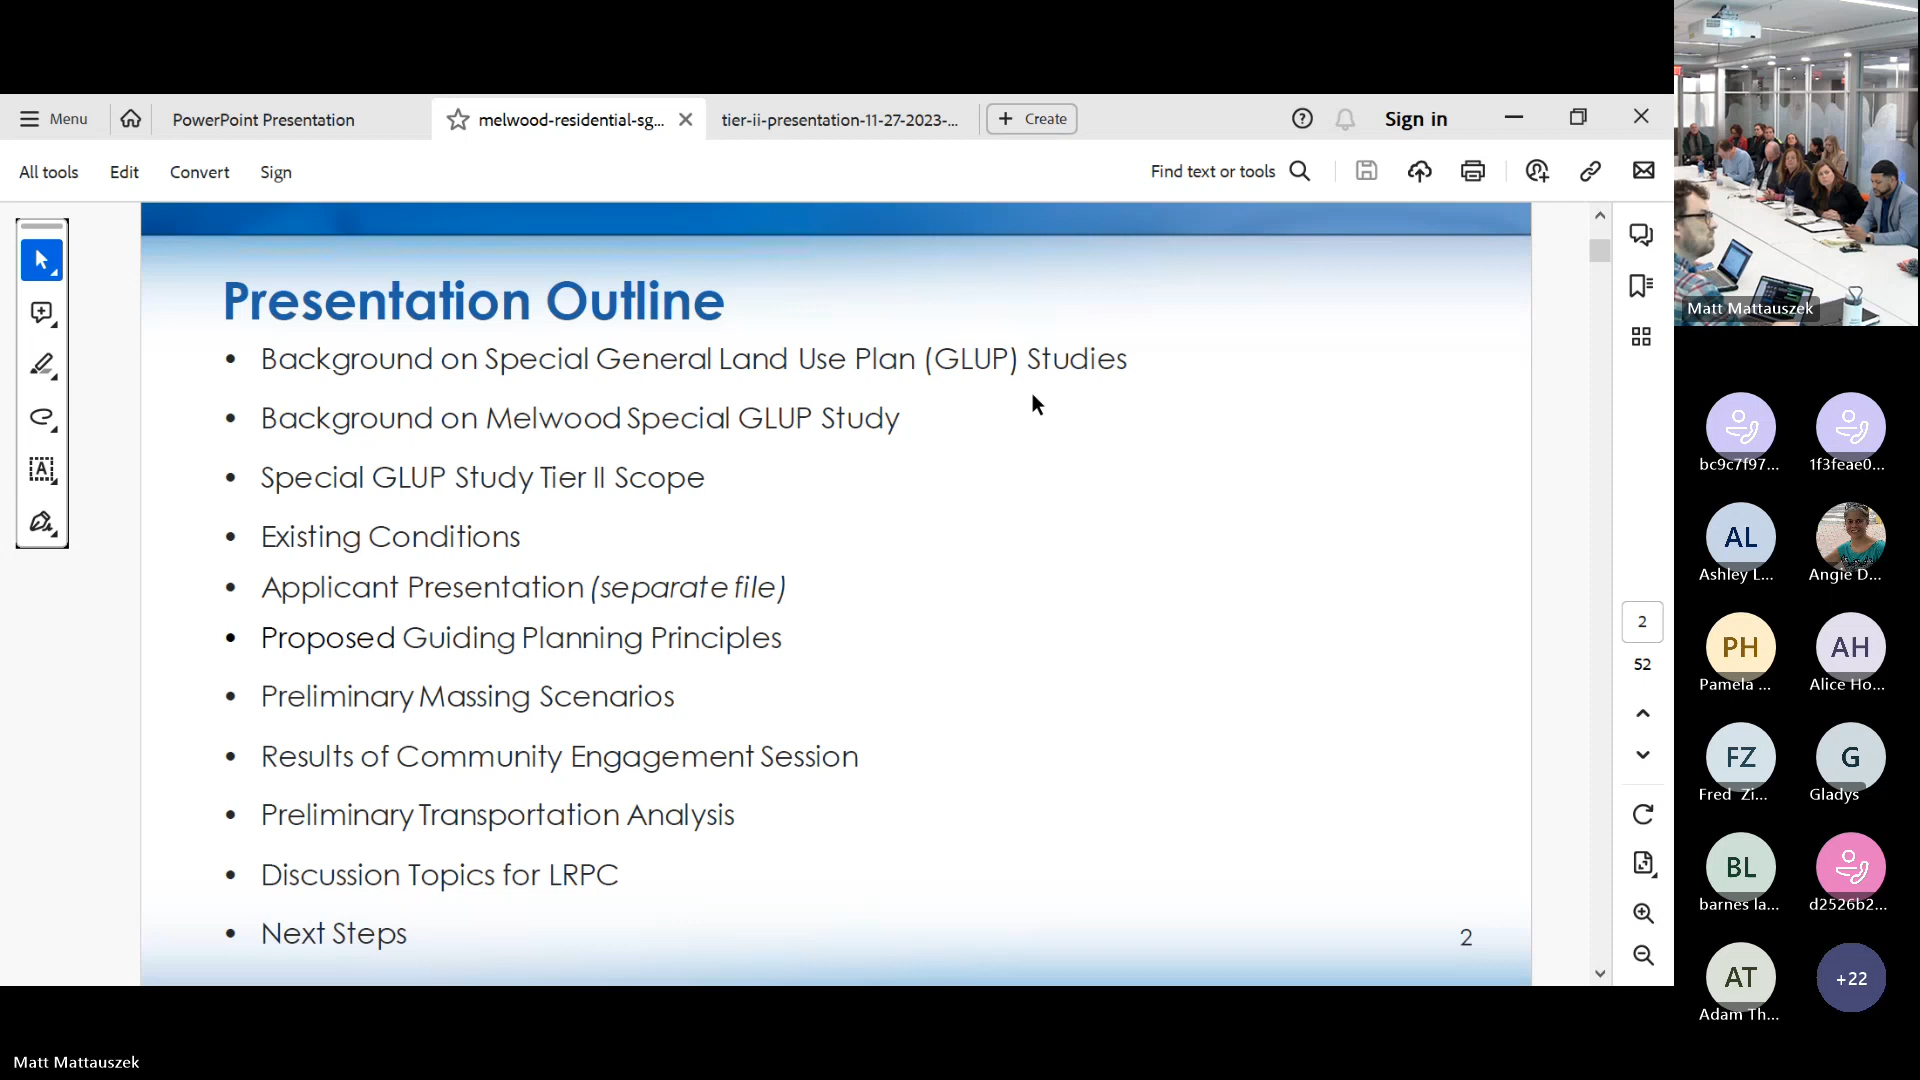 Menu
PowerPoint Presentation
melwood-residential-sg...
tier-ii-presentation-11-27-2023-...
+ Create
Sign in
All tools
Edit
Convert
Sign
Find text or tools
Presentation Outline
• Background on Special General Land Use Plan (GLUP) Studies
• Background on Melwood Special GLUP Study
• Special GLUP Study Tier II Scope
• Existing Conditions
• Applicant Presentation (separate file)
• Proposed Guiding Planning Principles
• Preliminary Massing Scenarios
• Results of Community Engagement Session
• Preliminary Transportation Analysis
• Discussion Topics for LRPC
• Next Steps
2
2
52
Matt Mattauszek
bc9c7f97...
1f3feae0...
AL
Ashley L...
Angie D...
PH
Pamela ...
AH
Alice Ho...
FZ
Fred Zi...
G
Gladys
BL
barnes la...
d2526b2...
AT
Adam Th...
+22
Matt Mattauszek